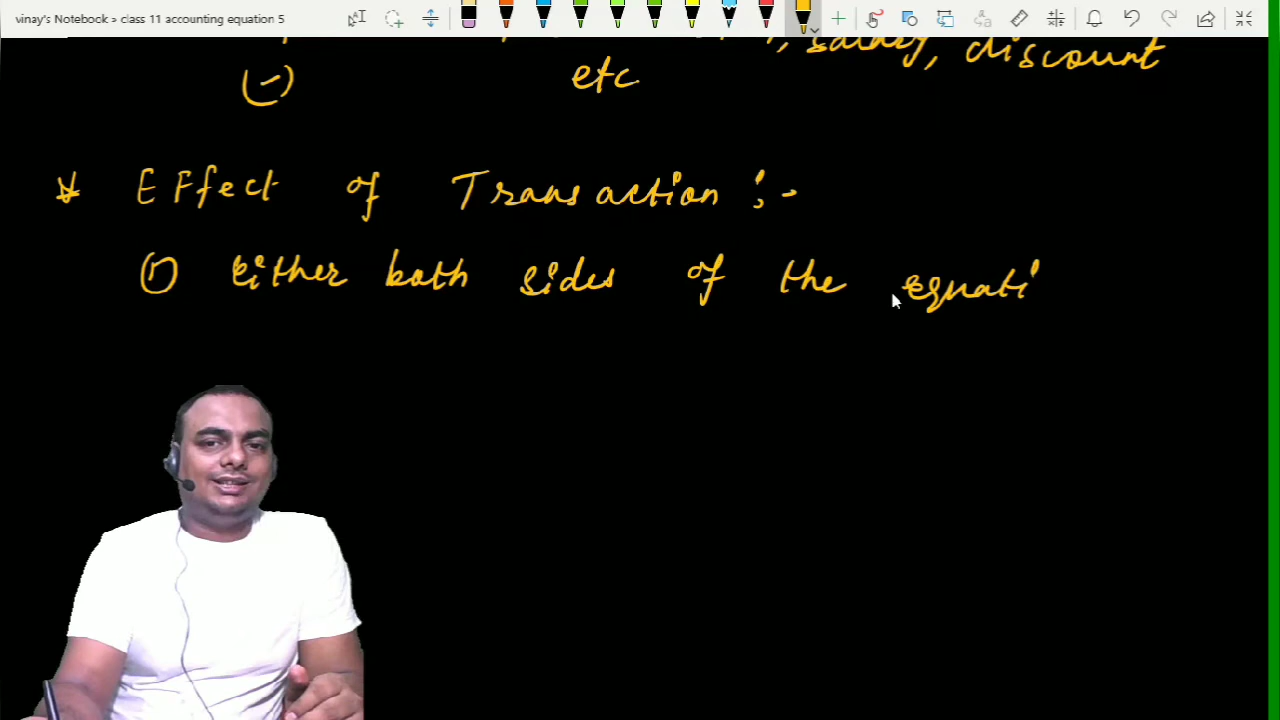 vinay's Notebook > class 11 accounting equation 5
, salary, discount
(-) etc
* Effect of Transaction :-
① Either both sides of the equati